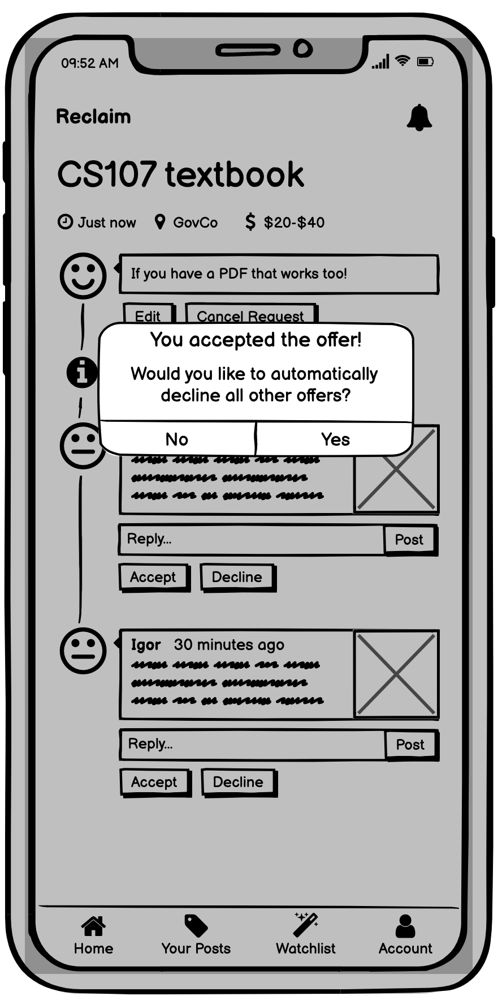 09:52 AM
Reclaim
CS107 textbook
Just now GovCo $ $20-$40
If you have a PDF that works too!
Edit Cancel Request
You accepted the offer!
Would you like to automatically
decline all other offers?
No Yes
Reply... Post
Accept Decline
Igor 30 minutes ago
Reply... Post
Accept Decline
Home Your Posts Watchlist Account